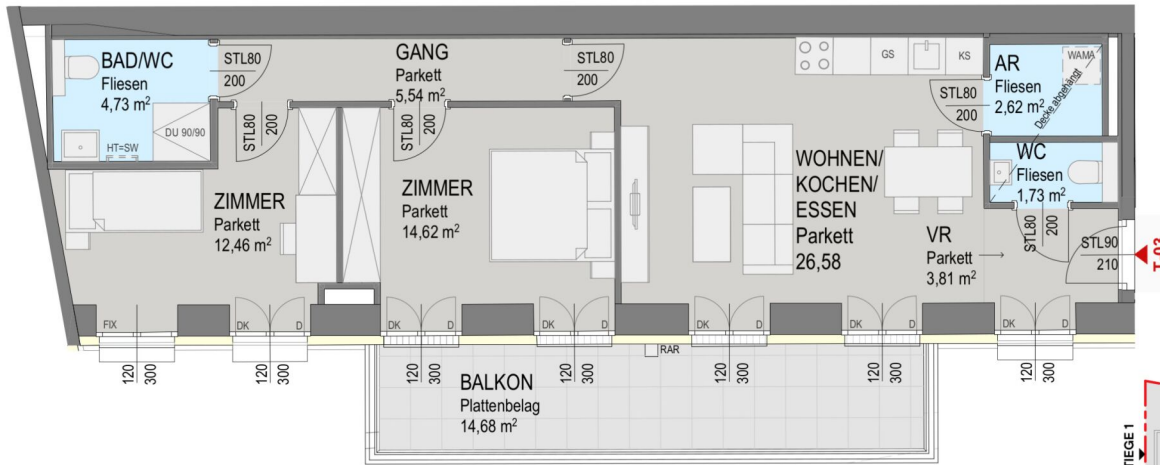 BAD/WC
Fliesen
4,73 m²
DU 90/90
HT=SW
STL80
200
GANG
Parkett
5,54 m²
STL80
200
STL80
200
STL80
200
ZIMMER
Parkett
12,46 m²
ZIMMER
Parkett
14,62 m²
WOHNEN/
KOCHEN/
ESSEN
Parkett
26,58
GS
KS
STL80
200
AR
Fliesen
2,62 m²
WAMA
Decke abgehängt
WC
Fliesen
1,73 m²
STL80
200
VR
Parkett
3,81 m²
STL90
210
T 03
FIX
DK
D
DK
D
DK
D
DK
D
DK
D
DK
D
120
300
120
300
120
300
120
300
120
300
120
300
120
300
RAR
BALKON
Plattenbelag
14,68 m²
TIEGE 1